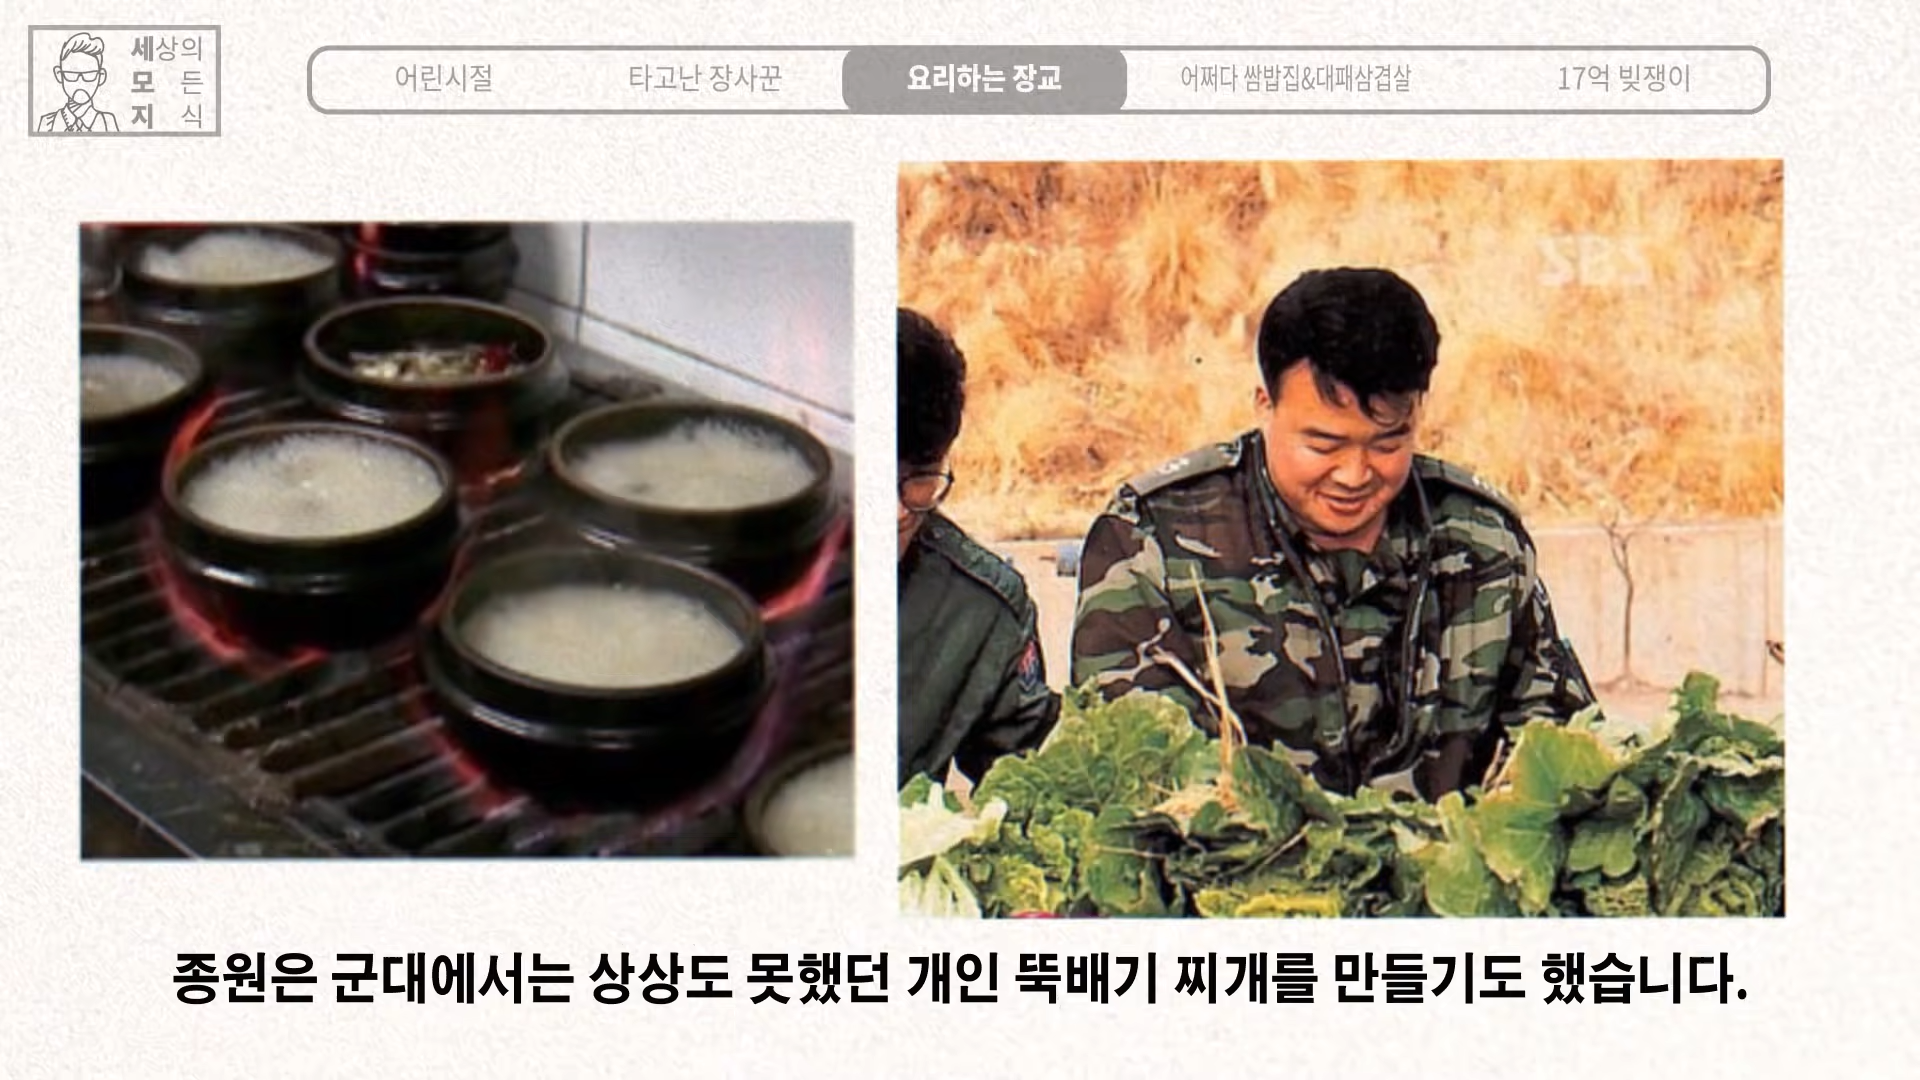 세상의
모든
지식
어린시절
타고난 장사꾼
요리하는 장교
어쩌다 쌈밥집&대패삼겹살
17억 빚쟁이
SBS
종원은 군대에서는 상상도 못했던 개인 뚝배기 찌개를 만들기도 했습니다.